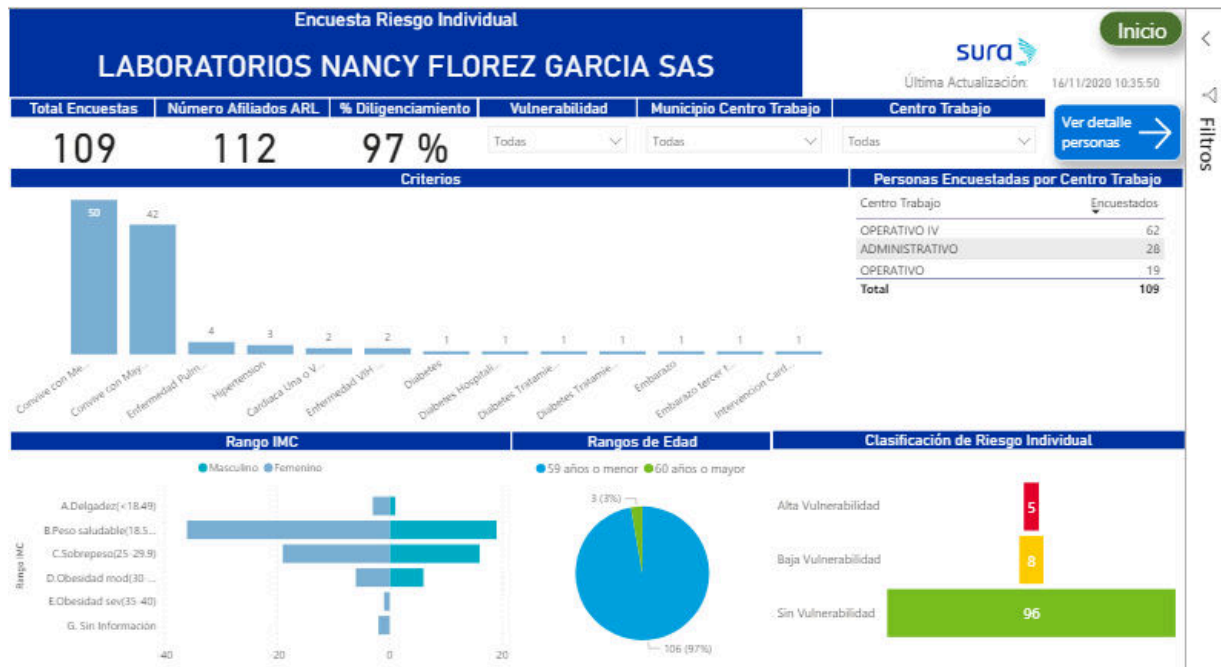 Encuesta Riesgo Individual
LABORATORIOS NANCY FLOREZ GARCIA SAS
sura
Inicio
Última Actualización: 16/11/2020 10:35:50
Filtros
Total Encuestas Número Afiliados ARL % Diligenciamiento Vulnerabilidad Municipio Centro Trabajo Centro Trabajo
109 112 97 % Todas Todas Todas
Ver detalle
personas
Criterios
50 42 4 3 2 2 1 1 1 1 1 1 1
Convive con Me...
Convive con May...
Enfermedad Pulm...
Hipertension
Cardiaca Una o V...
Enfermedad VIH ...
Diabetes
Diabetes Hospitali...
Diabetes Tratamie...
Diabetes Tratamie...
Embarazo
Embarazo tercer t...
Intervencion Card...
Personas Encuestadas por Centro Trabajo
Centro Trabajo Encuestados
OPERATIVO IV 62
ADMINISTRATIVO 28
OPERATIVO 19
Total 109
Rango IMC
Masculino Femenino
Rango IMC
A.Delgadez(<18.49)
B.Peso saludable(18.5...
C.Sobrepeso(25-29.9)
D.Obesidad mod(30-...
E.Obesidad sev(35-40)
G. Sin Información
-40 -20 0 20
Rangos de Edad
59 años o menor 60 años o mayor
3 (3%)
106 (97%)
Clasificación de Riesgo Individual
Alta Vulnerabilidad 5
Baja Vulnerabilidad 8
Sin Vulnerabilidad 96